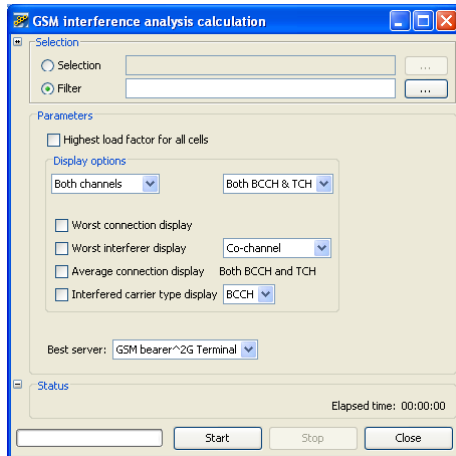 GSM interference analysis calculation
Selection
Selection ...
Filter ...
Parameters
Highest load factor for all cells
Display options
Both channels Both BCCH & TCH
Worst connection display
Worst interferer display Co-channel
Average connection display Both BCCH and TCH
Interfered carrier type display BCCH
Best server: GSM bearer^2G Terminal
Status
Elapsed time: 00:00:00
Start Stop Close